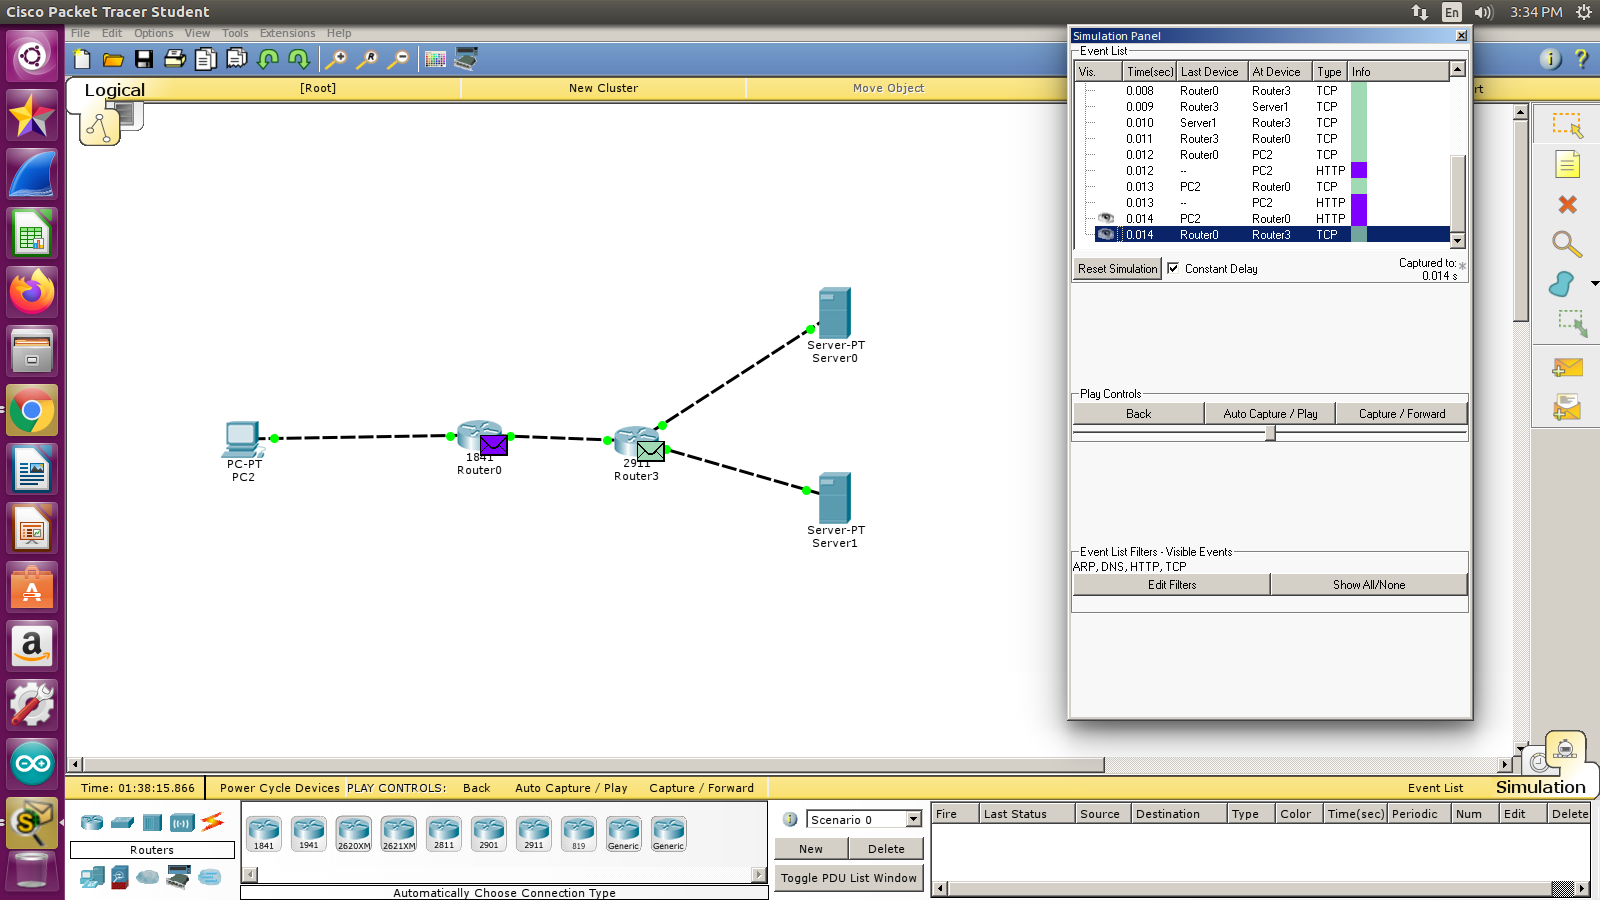 Cisco Packet Tracer Student
En
3:34 PM
File Edit Options View Tools Extensions Help
Logical
[Root]
New Cluster
Move Object
rt
Simulation Panel
Event List
Vis. Time(sec) Last Device At Device Type Info
0.008 Router0 Router3 TCP
0.009 Router3 Server1 TCP
0.010 Server1 Router3 TCP
0.011 Router3 Router0 TCP
0.012 Router0 PC2 TCP
0.012 -- PC2 HTTP
0.013 PC2 Router0 TCP
0.013 -- PC2 HTTP
0.014 PC2 Router0 HTTP
0.014 Router0 Router3 TCP
Reset Simulation
Constant Delay
Captured to: *
0.014 s
Play Controls
Back
Auto Capture / Play
Capture / Forward
Event List Filters - Visible Events
ARP, DNS, HTTP, TCP
Edit Filters
Show All/None
Server-PT
Server0
PC-PT
PC2
1841
Router0
2911
Router3
Server-PT
Server1
Time: 01:38:15.866
Power Cycle Devices
PLAY CONTROLS:
Back
Auto Capture / Play
Capture / Forward
Event List
Simulation
Routers
1841
1941
2620XM
2621XM
2811
2901
2911
819
Generic
Generic
Automatically Choose Connection Type
Scenario 0
New
Delete
Toggle PDU List Window
Fire Last Status Source Destination Type Color Time(sec) Periodic Num Edit Delete